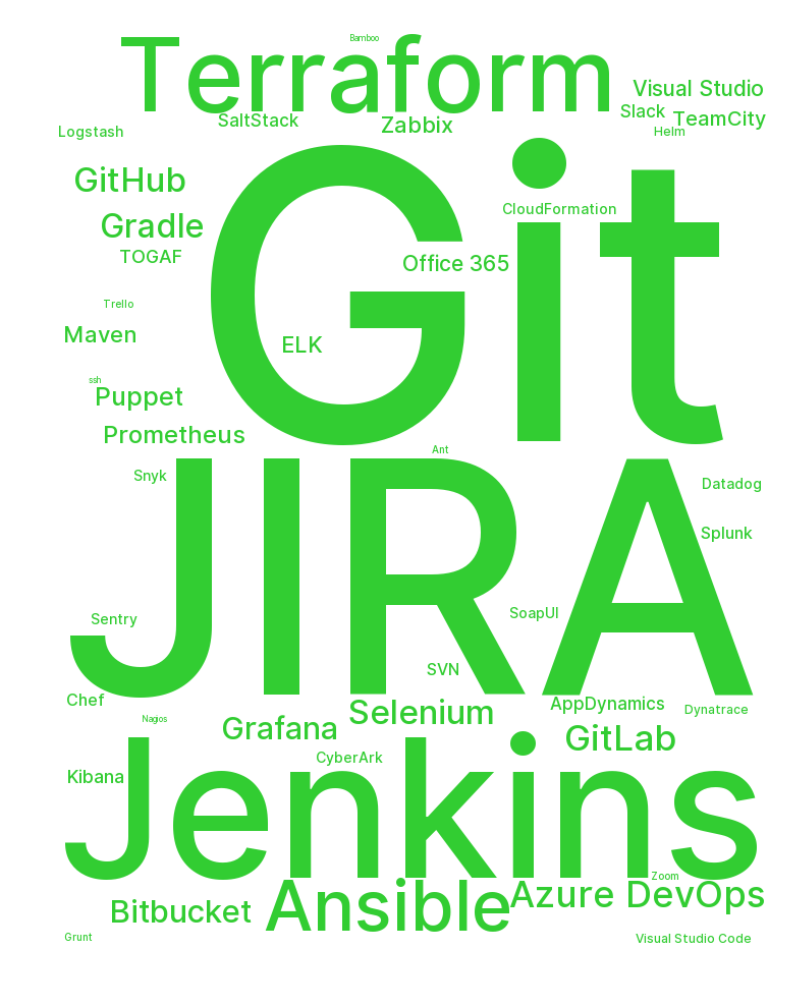 Bamboo
Terraform
Visual Studio
Slack
TeamCity
SaltStack
Zabbix
Logstash
Helm
GitHub
Git
CloudFormation
Gradle
TOGAF
Office 365
Trello
Maven
ELK
ssh
Puppet
Prometheus
Ant
JIRA
Snyk
Datadog
Splunk
Sentry
SoapUI
SVN
Chef
AppDynamics
Dynatrace
Selenium
Nagios
Grafana
GitLab
CyberArk
Kibana
Jenkins
Zoom
Ansible
Azure DevOps
Bitbucket
Grunt
Visual Studio Code